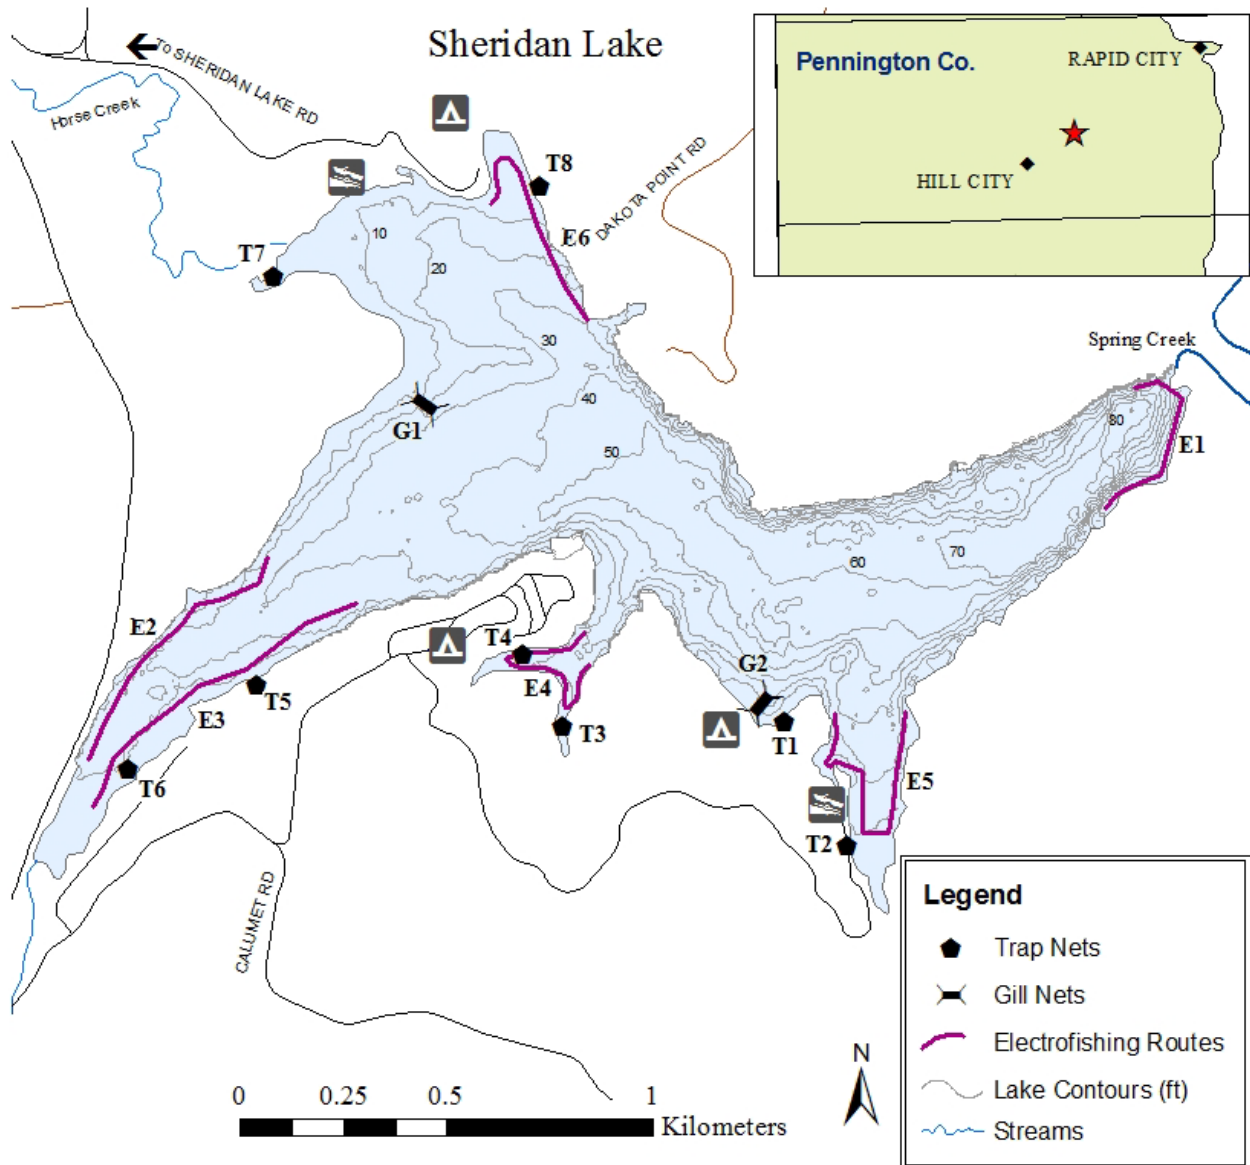 Sheridan Lake
To SHERIDAN LAKE RD
Horse Creek
Pennington Co.
RAPID CITY
HILL CITY
T8
DAKOTA POINT RD
E6
T7
10
20
30
40
50
60
70
80
Spring Creek
E1
G1
E2
T4
E4
G2
T5
E3
T3
T1
T6
E5
T2
CALUMET RD
Legend
Trap Nets
Gill Nets
Electrofishing Routes
Lake Contours (ft)
Streams
N
0 0.25 0.5 1
Kilometers